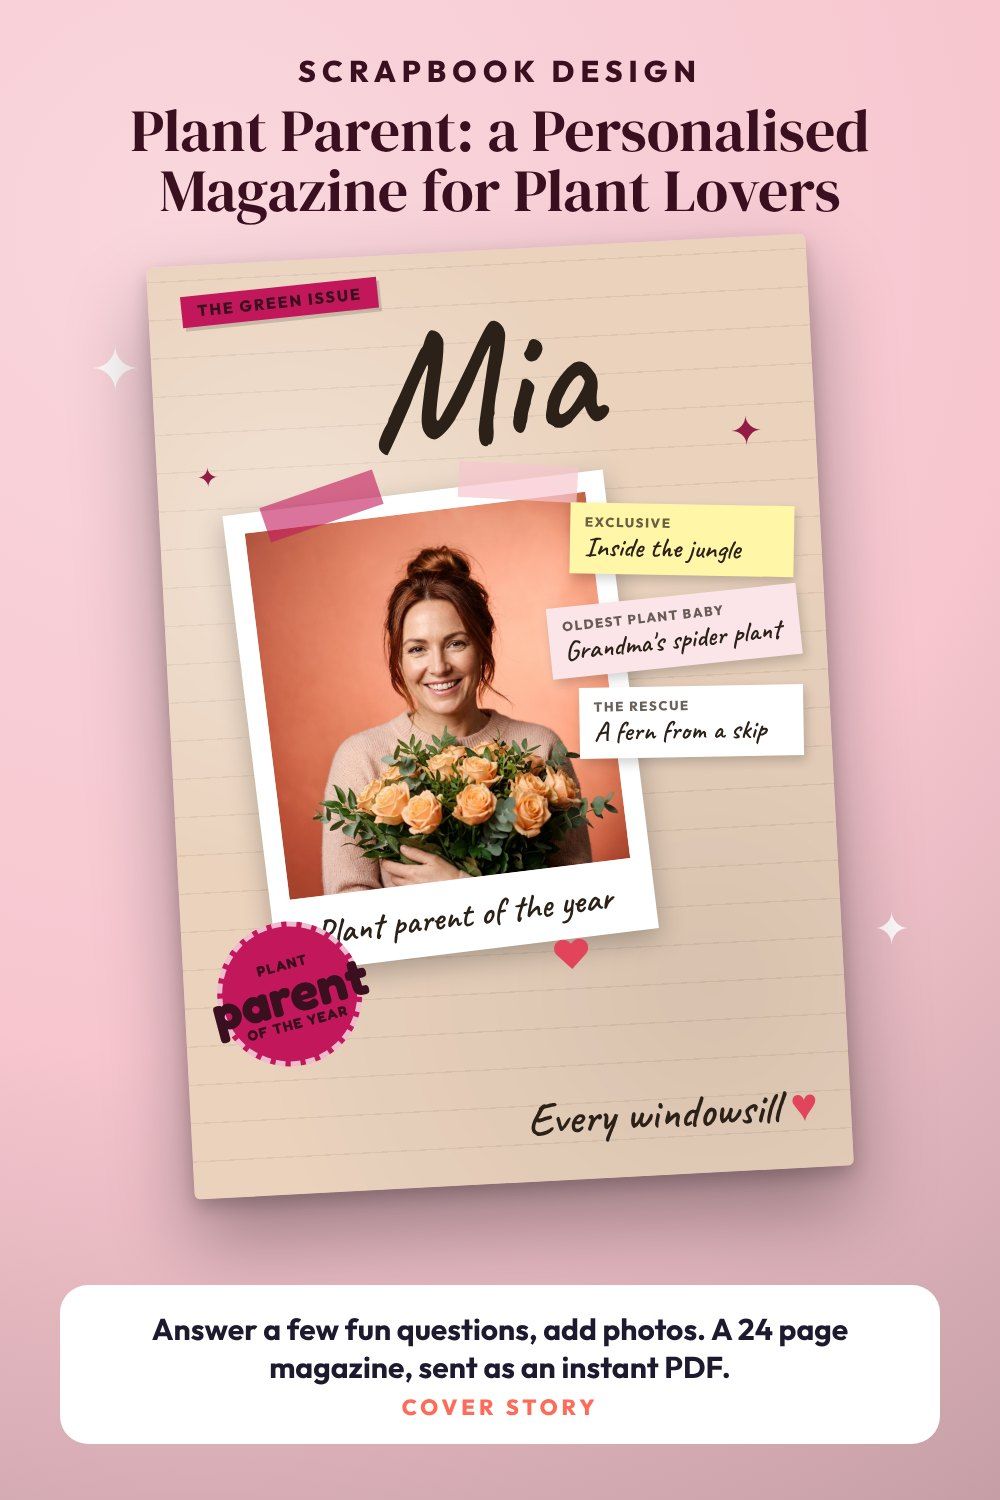 SCRAPBOOK DESIGN
Plant Parent: a Personalised
Magazine for Plant Lovers
THE GREEN ISSUE
Mia
EXCLUSIVE
Inside the jungle
OLDEST PLANT BABY
Grandma's spider plant
THE RESCUE
A fern from a skip
Plant parent of the year
PLANT
parent
OF THE YEAR
Every windowsill
Answer a few fun questions, add photos. A 24 page
magazine, sent as an instant PDF.
COVER STORY